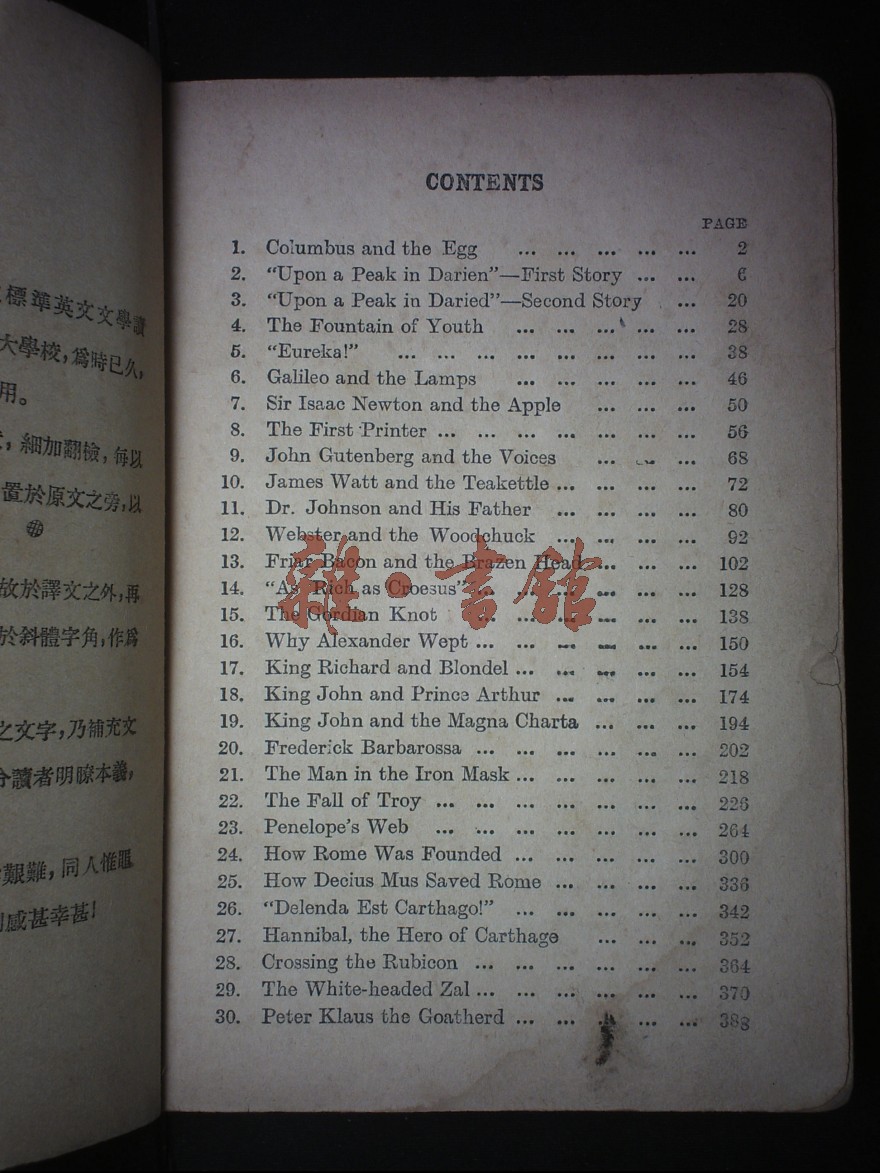 標準英文文學讀
大學校,爲時已久,
用。
細加翻檢,每以
置於原文之旁,以
故於譯文之外,再
於斜體字角,作爲
之文字,乃補充文
讀者明瞭本義,
艱難,同人惟
感甚幸甚!
CONTENTS
PAGE
1. Columbus and the Egg ... ... ... ... ... 2
2. “Upon a Peak in Darien”—First Story ... ... 6
3. “Upon a Peak in Daried”—Second Story ... 20
4. The Fountain of Youth ... ... ... ... ... 28
5. “Eureka!” ... ... ... ... ... ... ... ... 38
6. Galileo and the Lamps ... ... ... ... ... 46
7. Sir Isaac Newton and the Apple ... ... ... 50
8. The First Printer ... ... ... ... ... ... ... 56
9. John Gutenberg and the Voices ... ... ... 68
10. James Watt and the Teakettle ... ... ... ... 72
11. Dr. Johnson and His Father ... ... ... ... 80
12. Webster and the Woodchuck ... ... ... ... 92
13. Friar Bacon and the Brazen Head ... ... ... 102
14. “As Rich as Croesus” ... ... ... ... ... ... 128
15. The Gordian Knot ... ... ... ... ... ... 138
16. Why Alexander Wept ... ... ... ... ... ... 150
17. King Richard and Blondel ... ... ... ... ... 154
18. King John and Prince Arthur ... ... ... ... 174
19. King John and the Magna Charta ... ... ... 194
20. Frederick Barbarossa ... ... ... ... ... ... 202
21. The Man in the Iron Mask ... ... ... ... ... 218
22. The Fall of Troy ... ... ... ... ... ... ... 226
23. Penelope’s Web ... ... ... ... ... ... ... 264
24. How Rome Was Founded ... ... ... ... ... 300
25. How Decius Mus Saved Rome ... ... ... ... 336
26. “Delenda Est Carthago!” ... ... ... ... ... 342
27. Hannibal, the Hero of Carthage ... ... ... 352
28. Crossing the Rubicon ... ... ... ... ... ... 364
29. The White-headed Zal ... ... ... ... ... ... 370
30. Peter Klaus the Goatherd ... ... ... ... ... 388
雜·書館